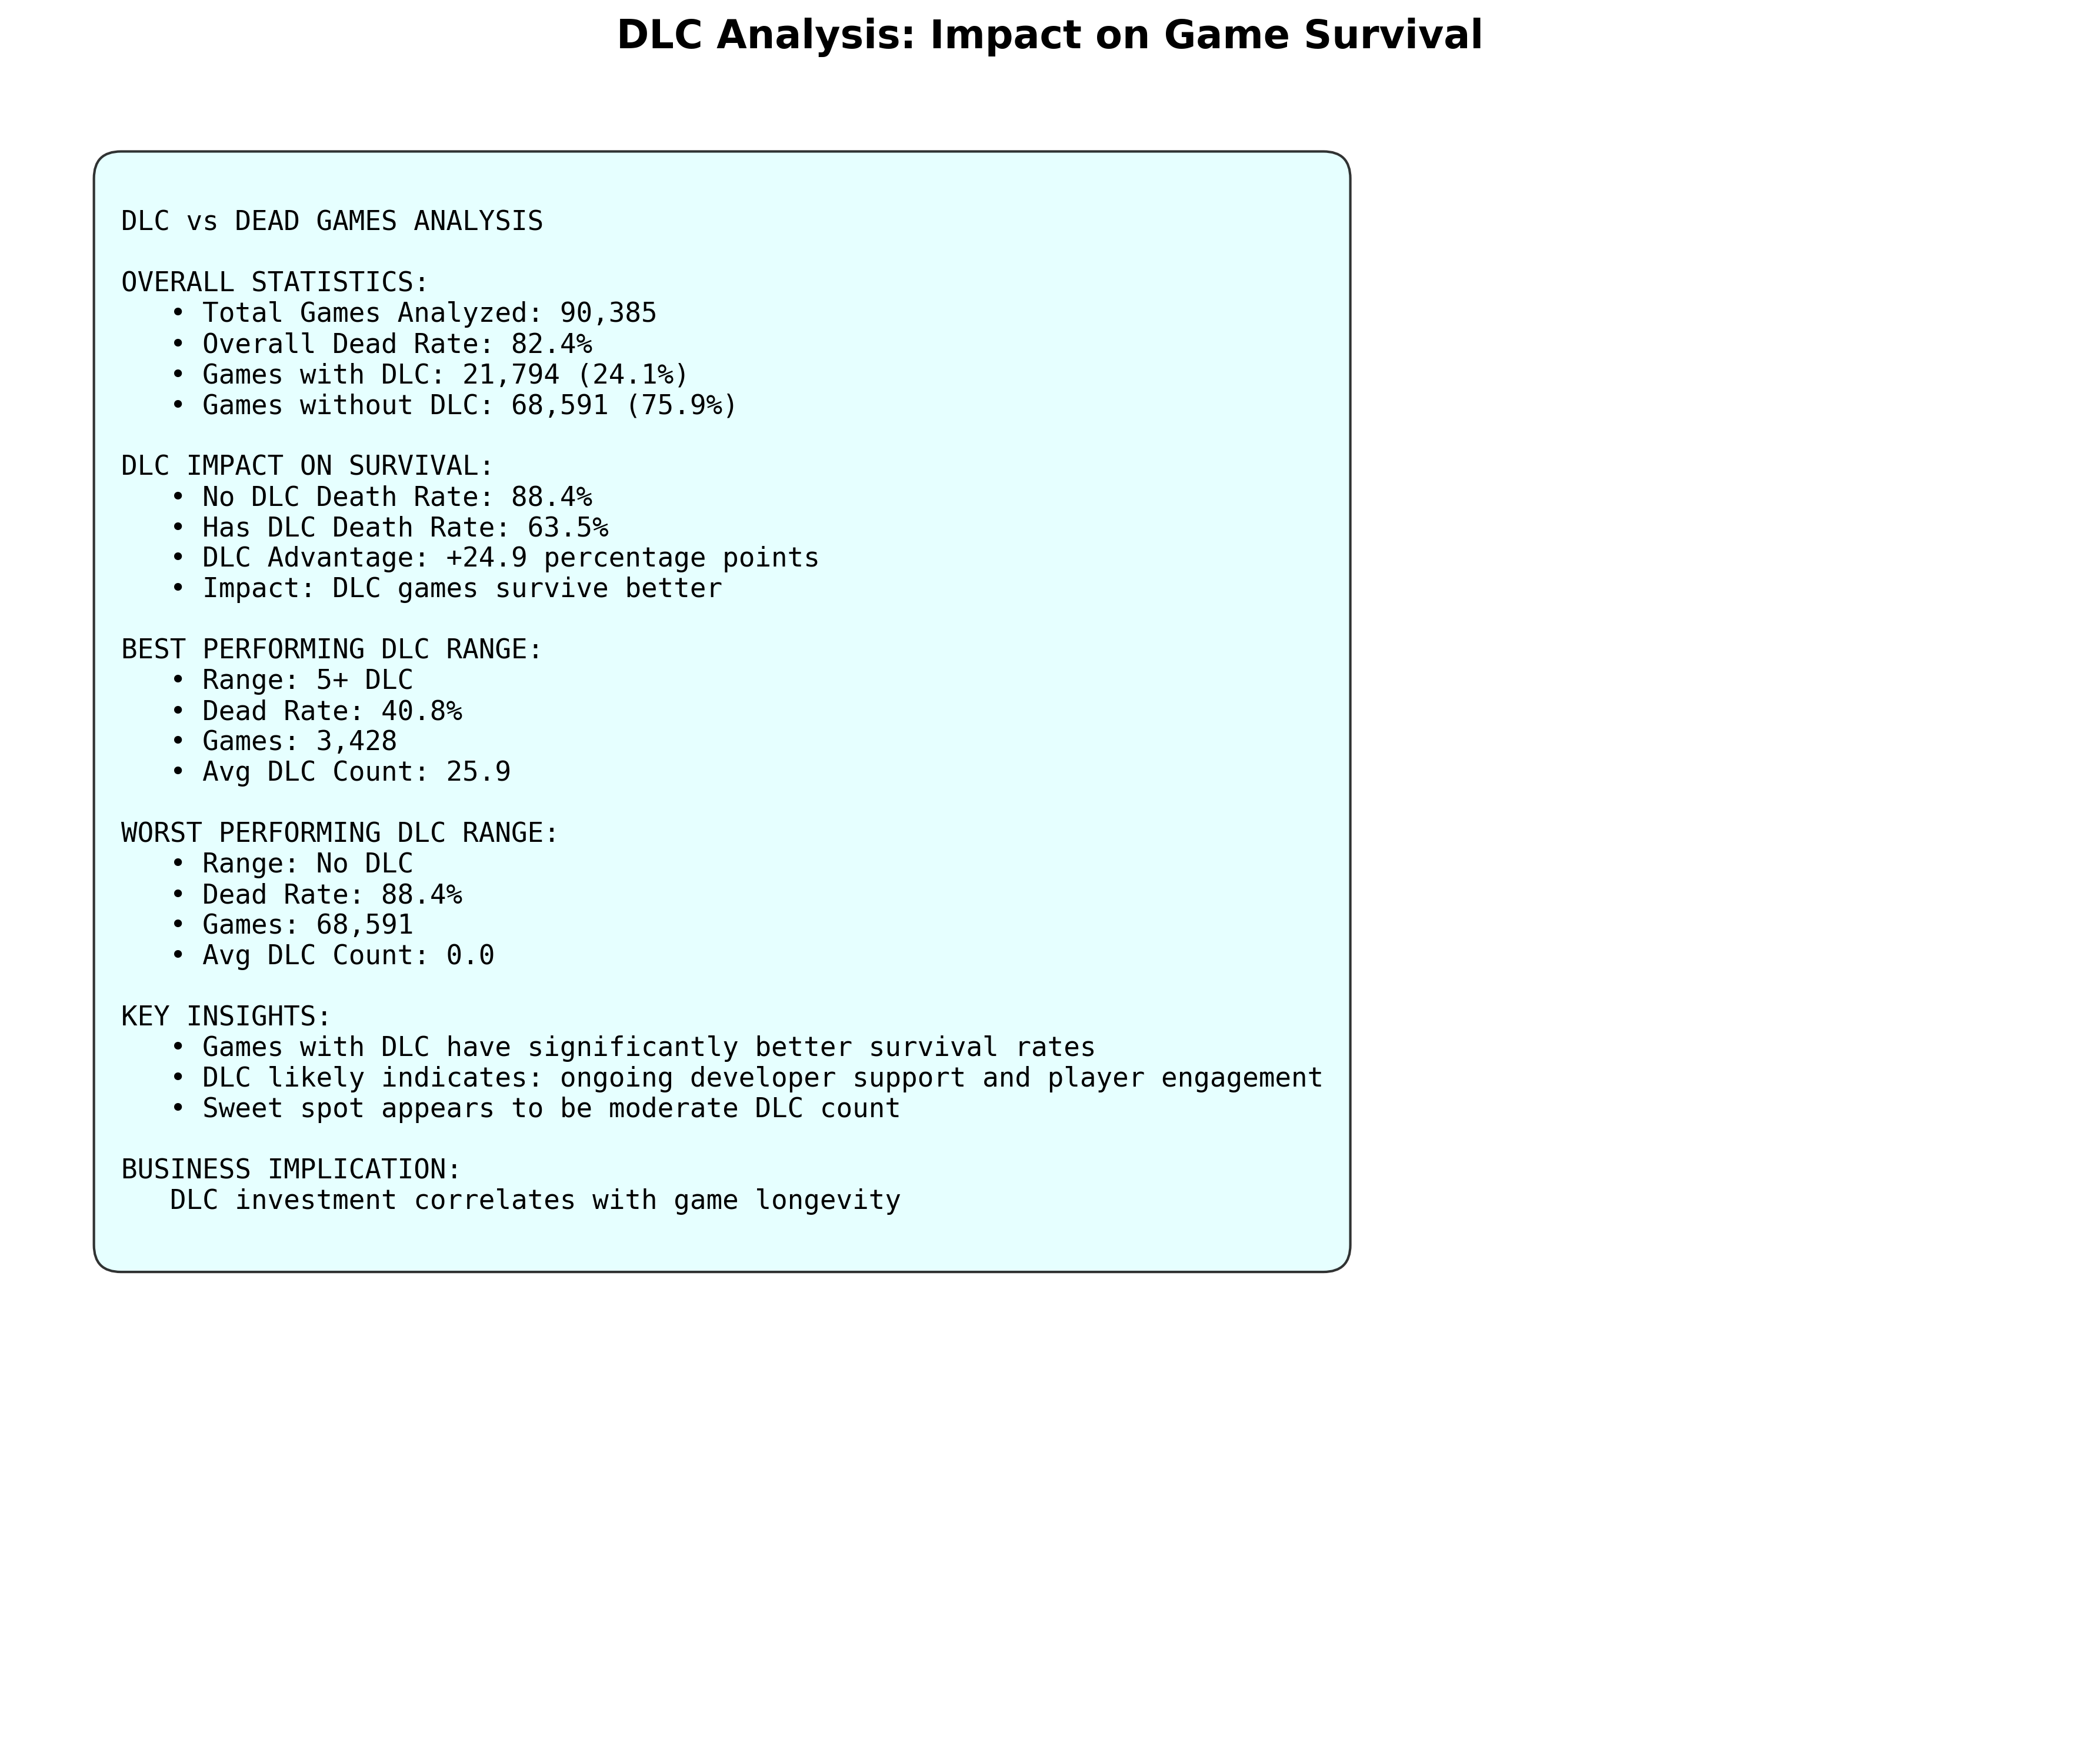 DLC Analysis: Impact on Game Survival
DLC vs DEAD GAMES ANALYSIS
OVERALL STATISTICS:
• Total Games Analyzed: 90,385
• Overall Dead Rate: 82.4%
• Games with DLC: 21,794 (24.1%)
• Games without DLC: 68,591 (75.9%)
DLC IMPACT ON SURVIVAL:
• No DLC Death Rate: 88.4%
• Has DLC Death Rate: 63.5%
• DLC Advantage: +24.9 percentage points
• Impact: DLC games survive better
BEST PERFORMING DLC RANGE:
• Range: 5+ DLC
• Dead Rate: 40.8%
• Games: 3,428
• Avg DLC Count: 25.9
WORST PERFORMING DLC RANGE:
• Range: No DLC
• Dead Rate: 88.4%
• Games: 68,591
• Avg DLC Count: 0.0
KEY INSIGHTS:
• Games with DLC have significantly better survival rates
• DLC likely indicates: ongoing developer support and player engagement
• Sweet spot appears to be moderate DLC count
BUSINESS IMPLICATION:
DLC investment correlates with game longevity